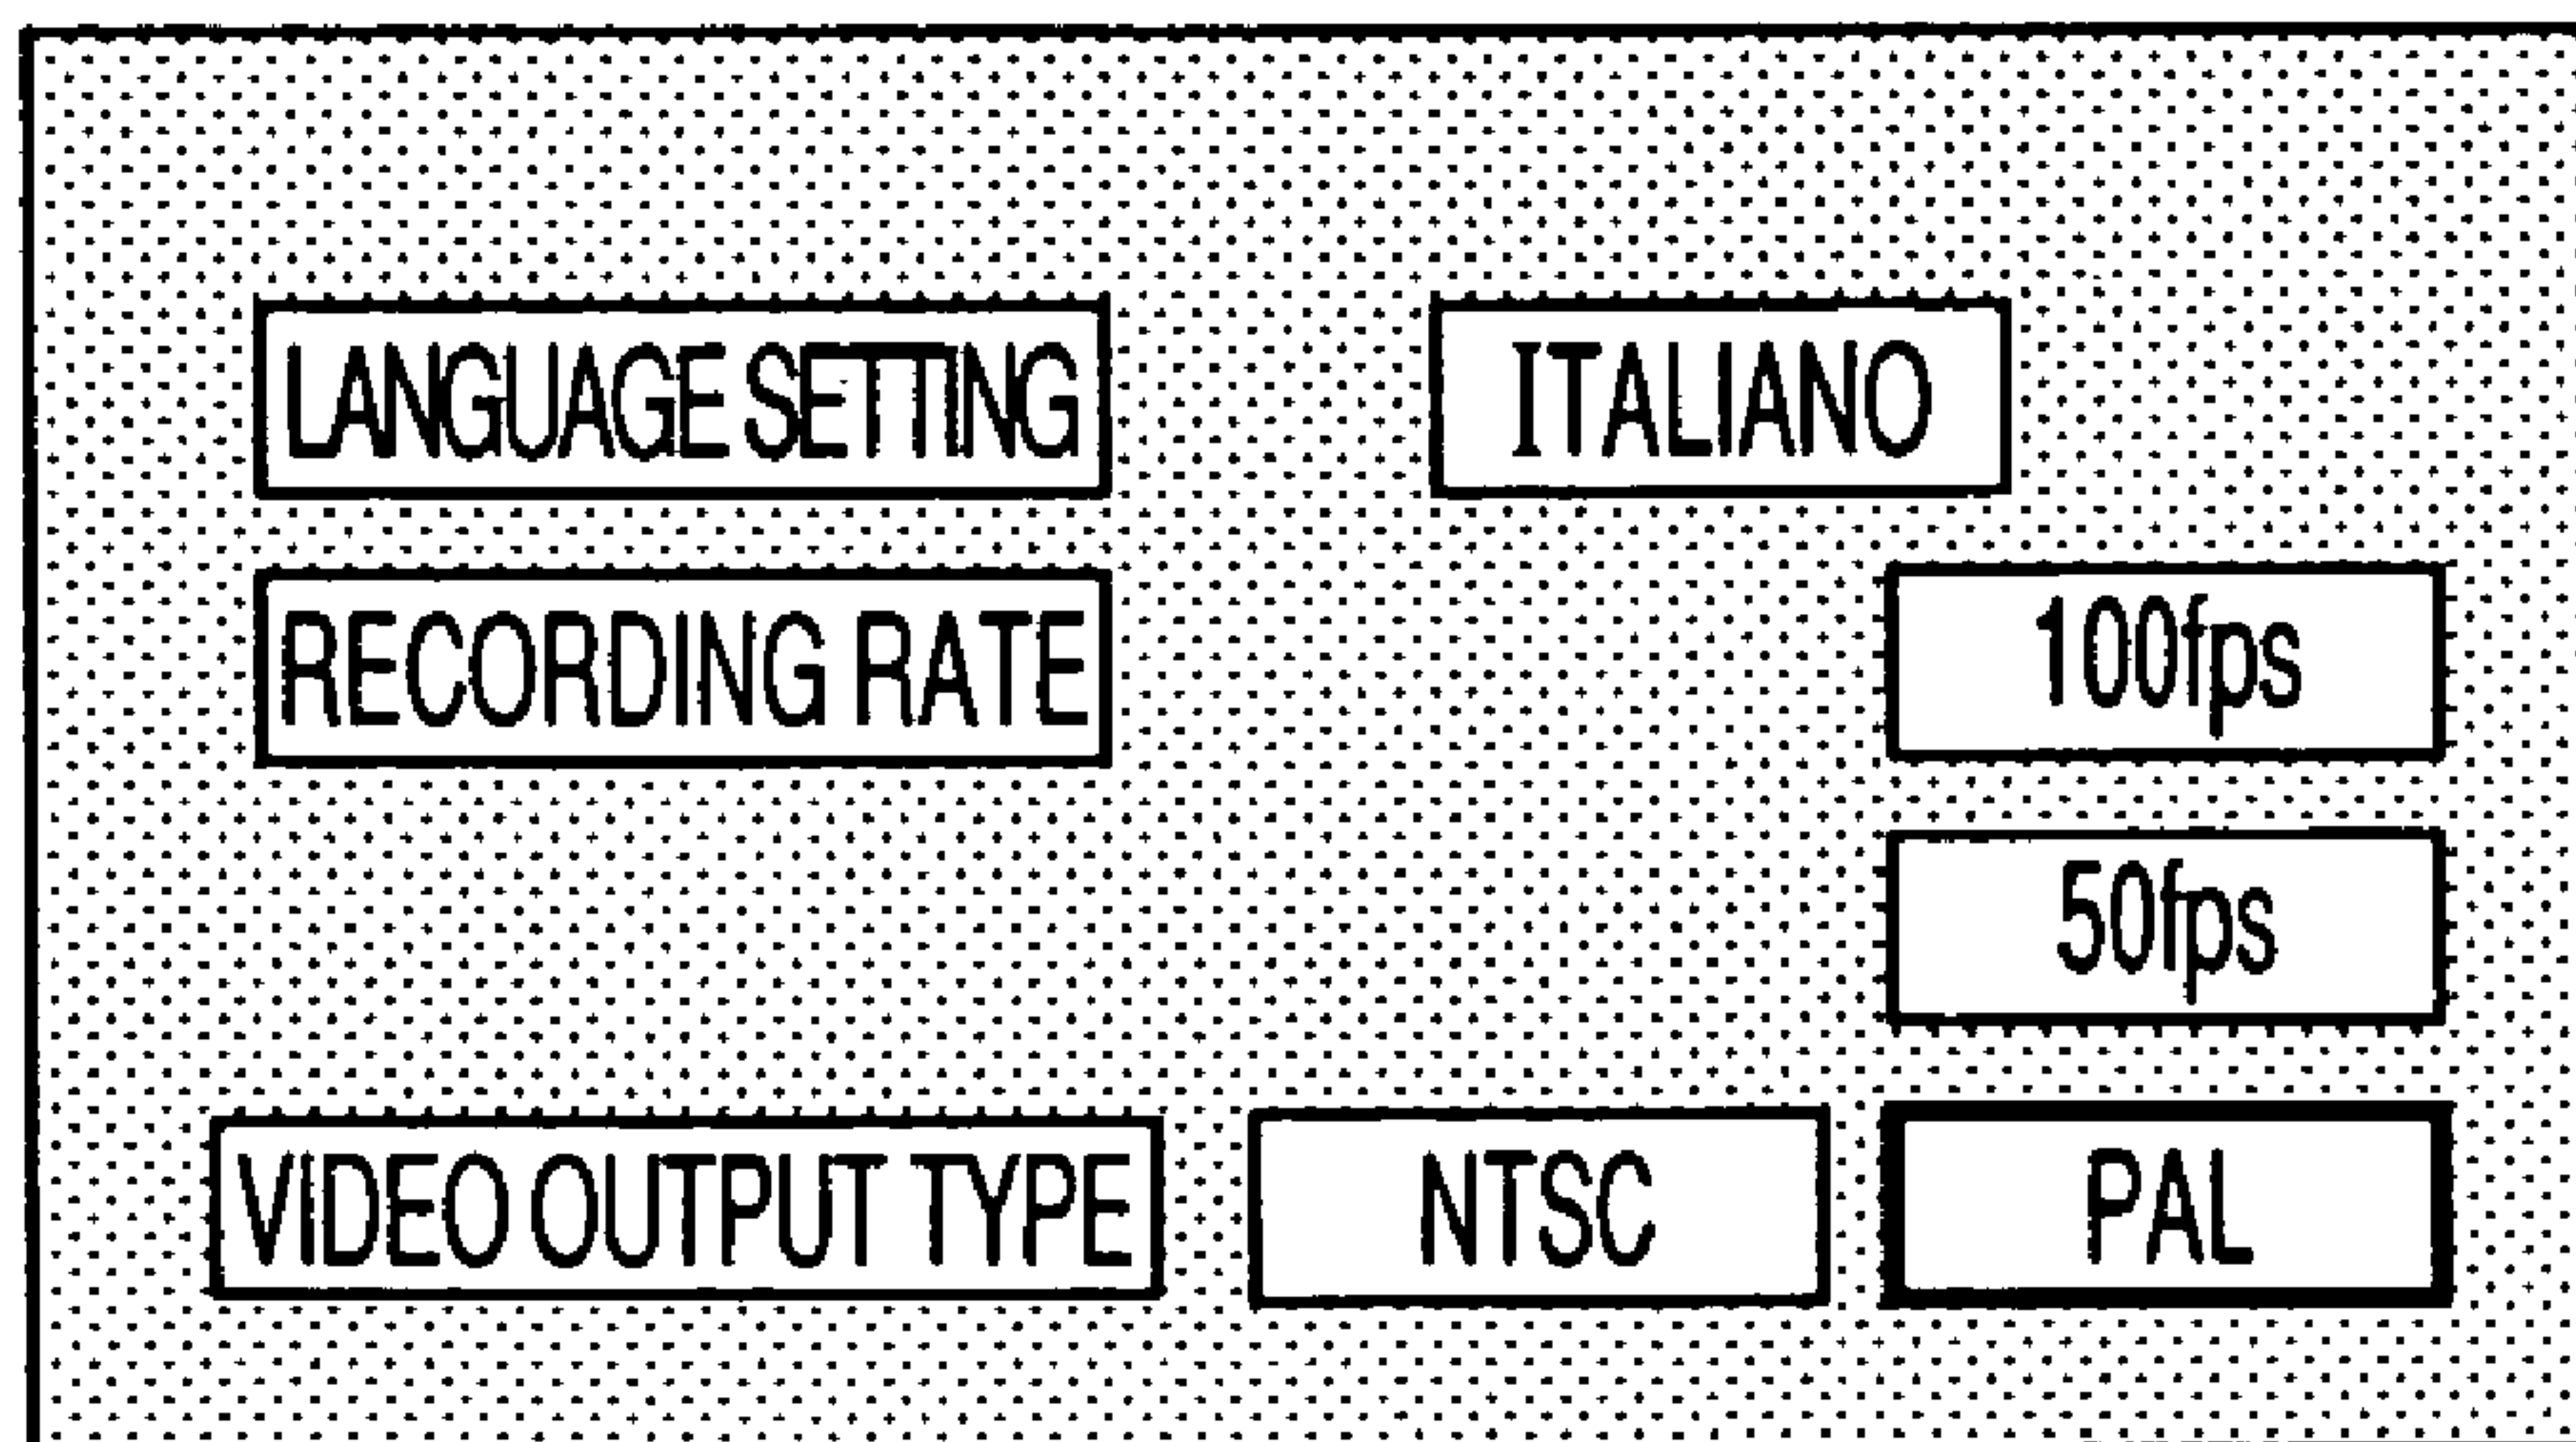 LANGUAGE SETTING ITALIANO
RECORDING RATE 100fps
50fps
VIDEO OUTPUT TYPE NTSC PAL